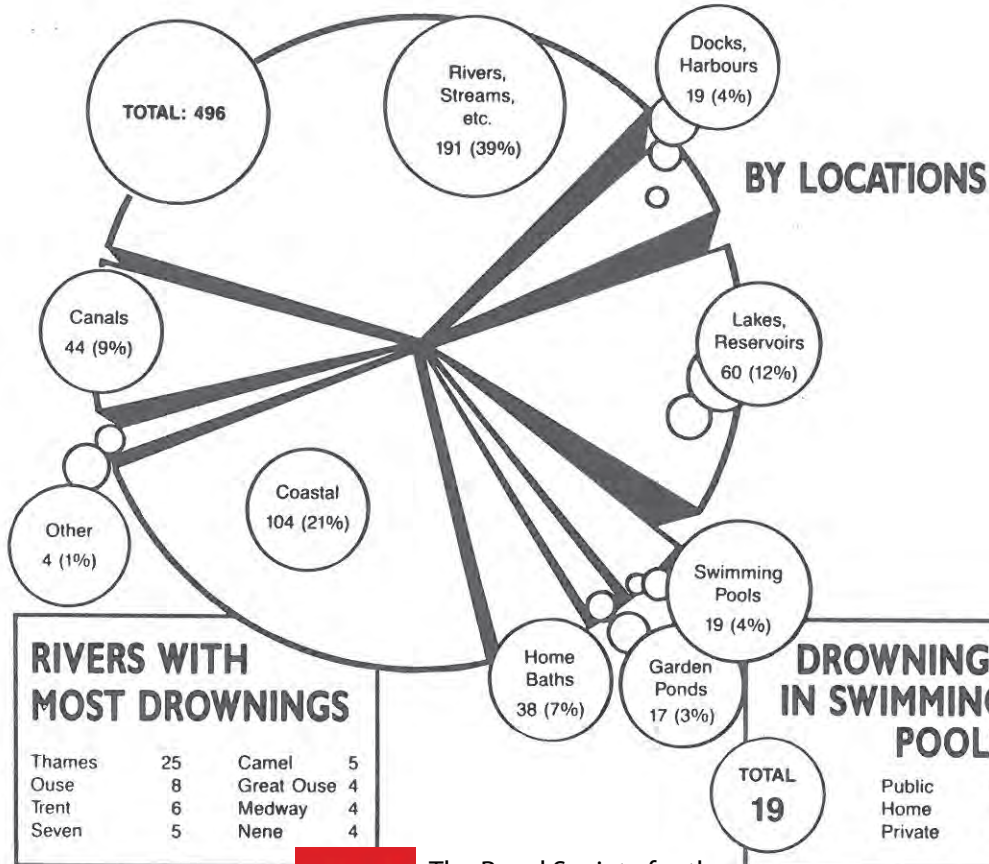 TOTAL: 496
Rivers,
Streams,
etc.
191 (39%)
Docks,
Harbours
19 (4%)
BY LOCATIONS
Canals
44 (9%)
Lakes,
Reservoirs
60 (12%)
Other
4 (1%)
Coastal
104 (21%)
Swimming
Pools
19 (4%)
Home
Baths
38 (7%)
Garden
Ponds
17 (3%)
RIVERS WITH
MOST DROWNINGS
Thames 25 Camel 5
Ouse 8 Great Ouse 4
Trent 6 Medway 4
Seven 5 Nene 4
DROWNING
IN SWIMMING
POOL
TOTAL
19
Public
Home
Private